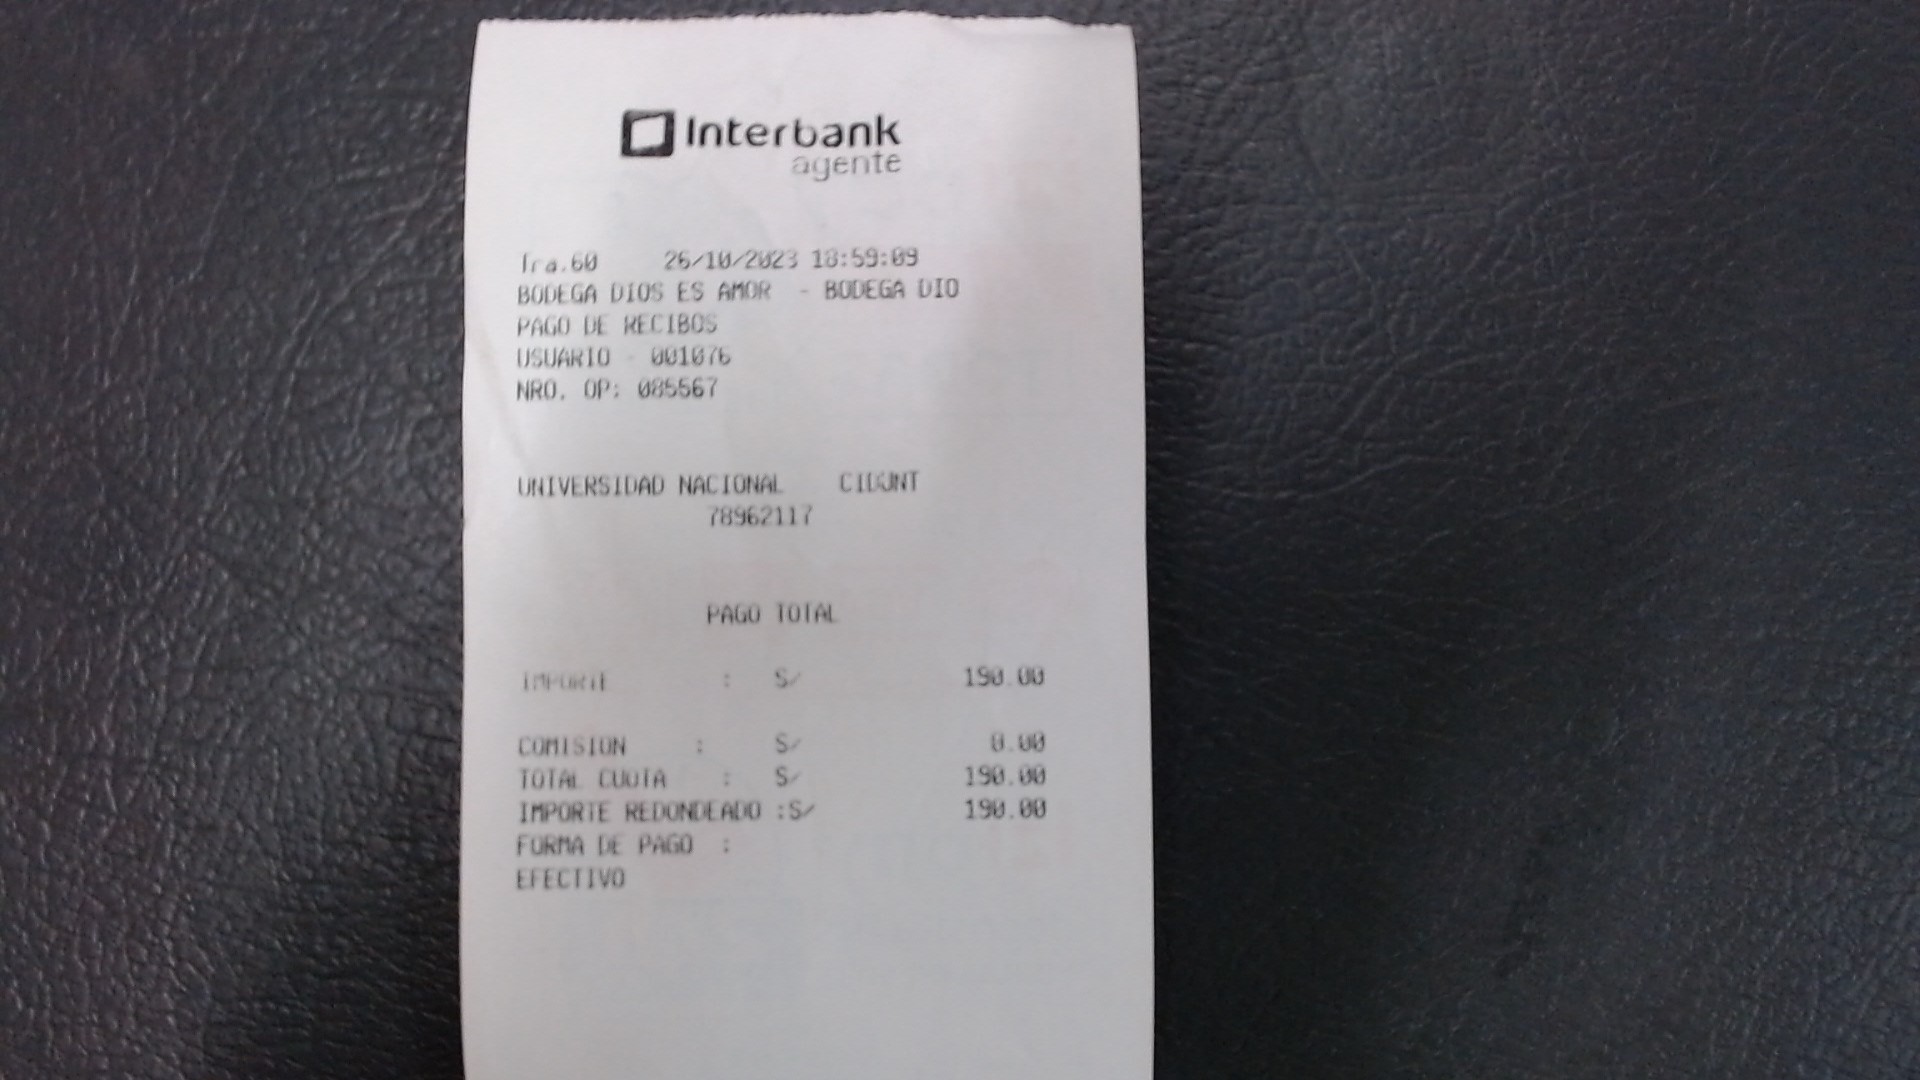 Interbank
agente
Tra.60 26/10/2023 18:59:09
BODEGA DIOS ES AMOR - BODEGA DIO
PAGO DE RECIBOS
USUARIO - 001076
NRO. OP: 085567
UNIVERSIDAD NACIONAL CIDUNT
78962117
PAGO TOTAL
IMPORTE : S/ 190.00
COMISION : S/ 0.00
TOTAL CUOTA : S/ 190.00
IMPORTE REDONDEADO :S/ 190.00
FORMA DE PAGO :
EFECTIVO